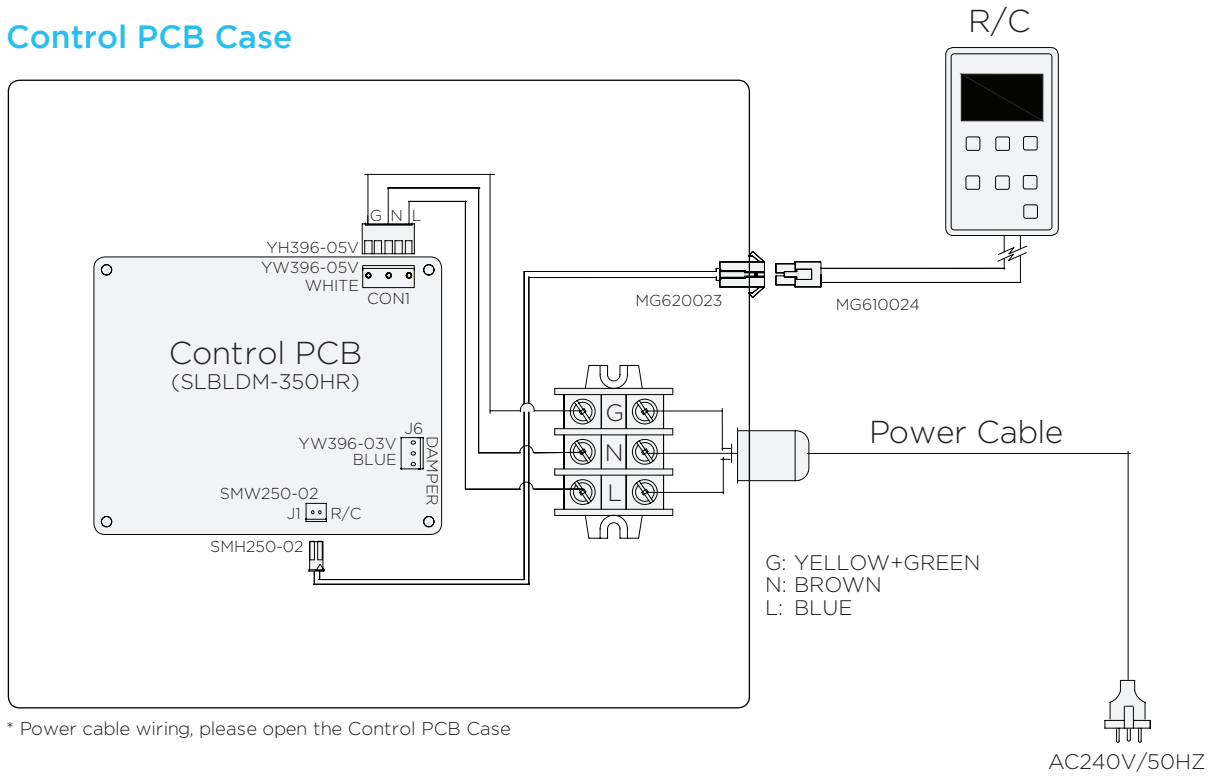 Control PCB Case
R/C
G N L
YH396-05V
YW396-05V
WHITE
CON1
MG620023
MG610024
Control PCB
(SLBLDM-350HR)
G
N
L
Power Cable
J6
YW396-03V
BLUE
DAMPER
SMW250-02
J1
R/C
SMH250-02
G: YELLOW+GREEN
N: BROWN
L: BLUE
* Power cable wiring, please open the Control PCB Case
AC240V/50HZ